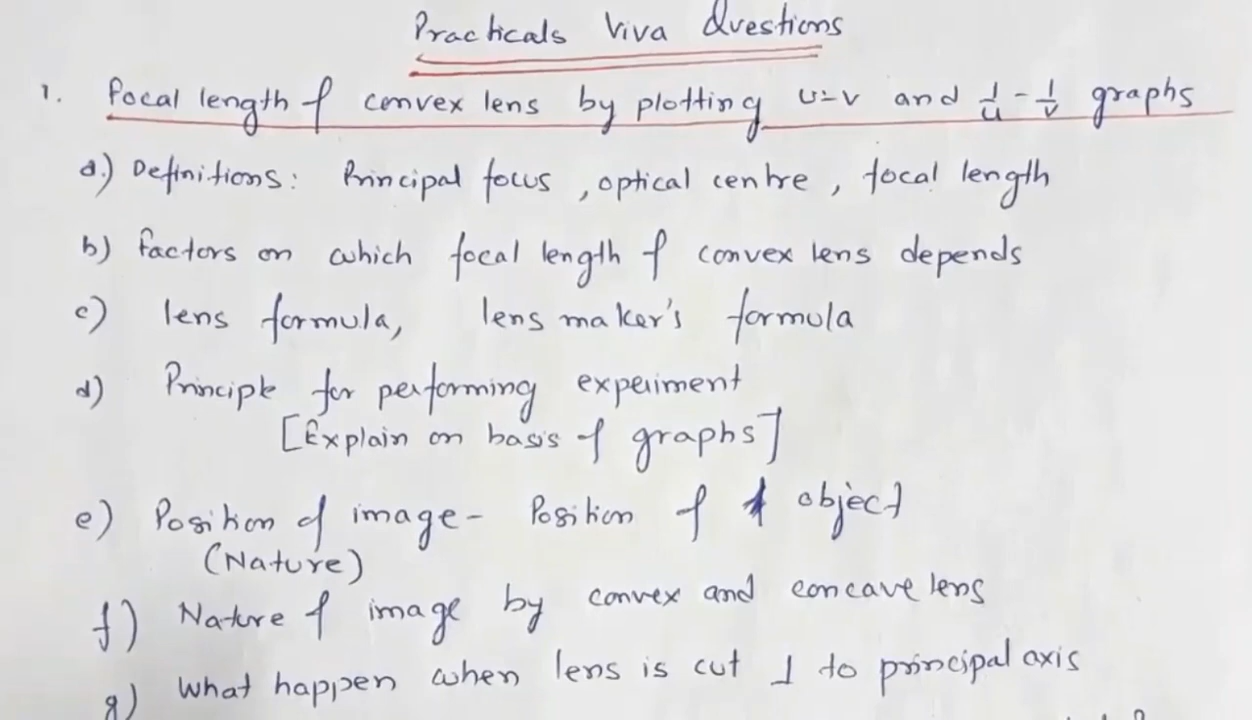 Practicals Viva Questions
1. focal length of convex lens by plotting u-v and 1/u - 1/v graphs
a.) Definitions: Principal focus, optical centre, focal length
b) factors on which focal length of convex lens depends
c) lens formula, lens maker's formula
d) Principle for performing experiment
[Explain on basis of graphs]
e) Position of image - Position of object
(Nature)
f) Nature of image by convex and concave lens
g) What happen when lens is cut ⊥ to principal axis